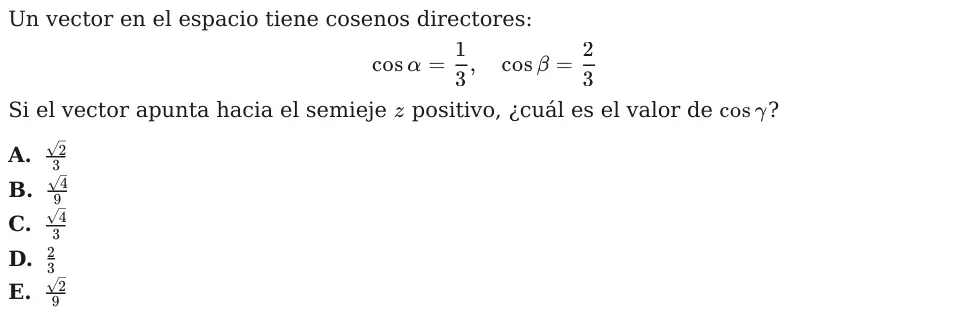 Un vector en el espacio tiene cosenos directores:
cos α = 1/3, cos β = 2/3
Si el vector apunta hacia el semieje z positivo, ¿cuál es el valor de cos γ?
A. √2/3
B. √4/9
C. √4/3
D. 2/3
E. √2/9